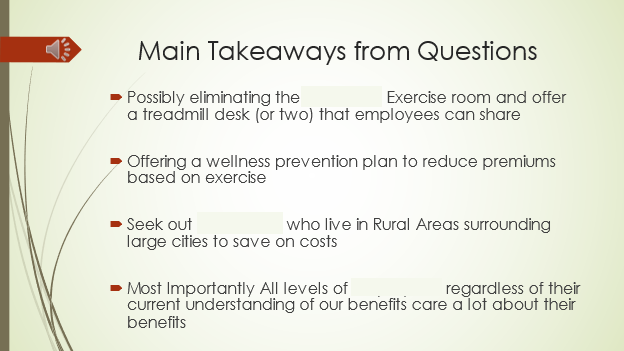 Main Takeaways from Questions
Possibly eliminating the Exercise room and offer
a treadmill desk (or two) that employees can share
Offering a wellness prevention plan to reduce premiums
based on exercise
Seek out who live in Rural Areas surrounding
large cities to save on costs
Most Importantly All levels of regardless of their
current understanding of our benefits care a lot about their
benefits